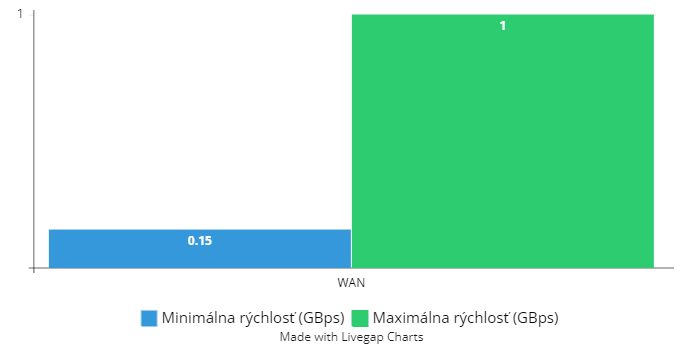 1
1
0.15
WAN
Minimálna rýchlosť (GBps) Maximálna rýchlosť (GBps)
Made with Livegap Charts